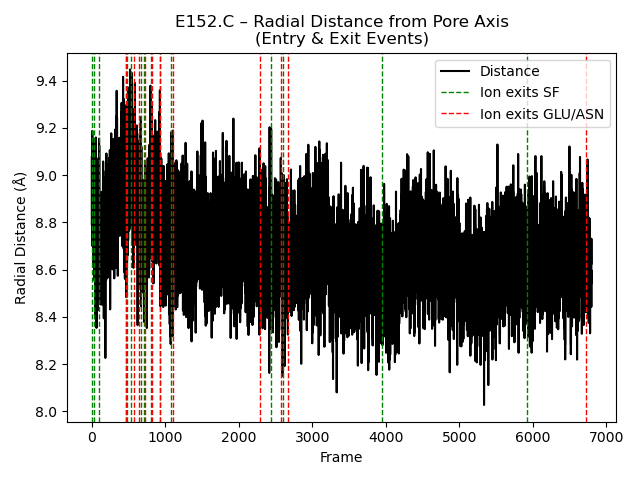 E152.C – Radial Distance from Pore Axis
(Entry & Exit Events)
Distance
Ion exits SF
Ion exits GLU/ASN
Radial Distance (Å)
9.4
9.2
9.0
8.8
8.6
8.4
8.2
8.0
0 1000 2000 3000 4000 5000 6000 7000
Frame